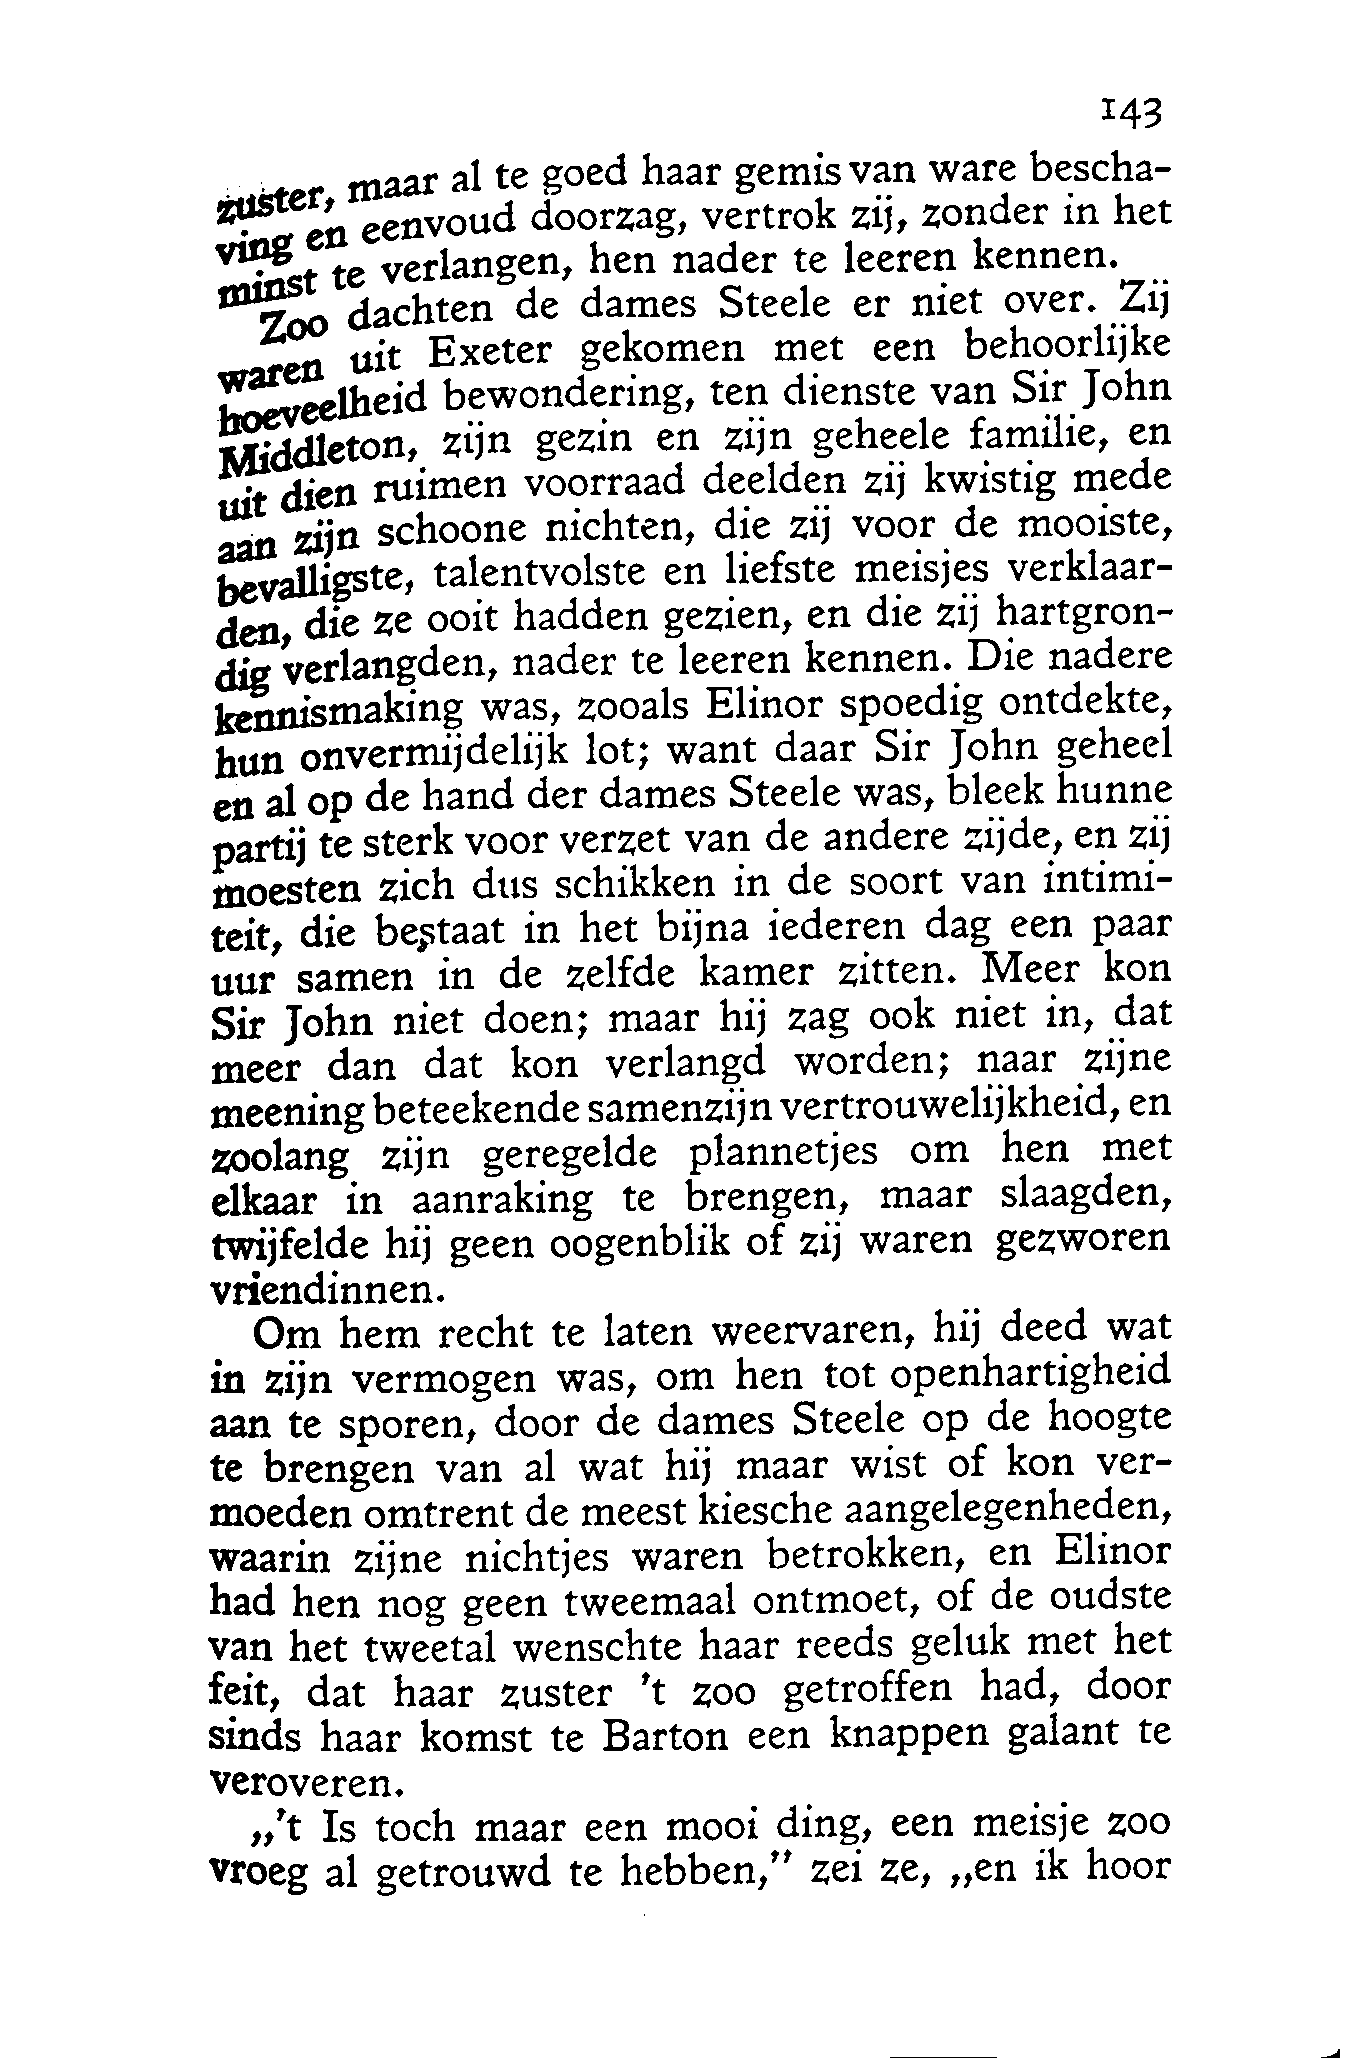 143
zuster, maar al te goed haar gemis van ware bescha-
ving en eenvoud doorzag, vertrok zij, zonder in het
minst te verlangen, hen nader te leeren kennen.
Zoo dachten de dames Steele er niet over. Zij
waren uit Exeter gekomen met een behoorlijke
hoeveelheid bewondering, ten dienste van Sir John
Middleton, zijn gezin en zijn geheele familie, en
uit dien ruimen voorraad deelden zij kwistig mede
aan zijn schoone nichten, die zij voor de mooiste,
bevalligste, talentvolste en liefste meisjes verklaar-
den, die ze ooit hadden gezien, en die zij hartgron-
dig verlangden, nader te leeren kennen. Die nadere
kennismaking was, zooals Elinor spoedig ontdekte,
hun onvermijdelijk lot; want daar Sir John geheel
en al op de hand der dames Steele was, bleek hunne
partij te sterk voor verzet van de andere zijde, en zij
moesten zich dus schikken in de soort van intimi-
teit, die bestaat in het bijna iederen dag een paar
uur samen in de zelfde kamer zitten. Meer kon
Sir John niet doen; maar hij zag ook niet in, dat
meer dan dat kon verlangd worden; naar zijne
meening beteekende samenzijn vertrouwelijkheid, en
zoolang zijn geregelde plannetjes om hen met
elkaar in aanraking te brengen, maar slaagden,
twijfelde hij geen oogenblik of zij waren gezworen
vriendinnen.
Om hem recht te laten weervaren, hij deed wat
in zijn vermogen was, om hen tot openhartigheid
aan te sporen, door de dames Steele op de hoogte
te brengen van al wat hij maar wist of kon ver-
moeden omtrent de meest kiesche aangelegenheden,
waarin zijne nichtjes waren betrokken, en Elinor
had hen nog geen tweemaal ontmoet, of de oudste
van het tweetal wenschte haar reeds geluk met het
feit, dat haar zuster 't zoo getroffen had, door
sinds haar komst te Barton een knappen galant te
veroveren.
„'t Is toch maar een mooi ding, een meisje zoo
vroeg al getrouwd te hebben,” zei ze, „en ik hoor